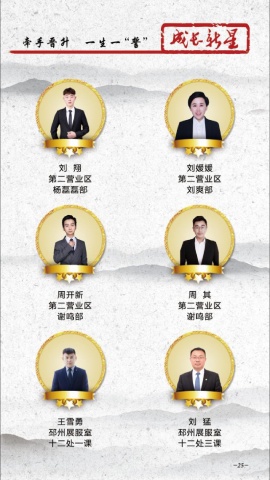 牵手晋升 一生一“誓”
成长新星
刘 翔
第二营业区
杨磊磊部
刘媛媛
第二营业区
刘爽部
周开新
第二营业区
谢鸣部
周 其
第二营业区
谢鸣部
王雪勇
邳州展服室
十二处一课
刘 猛
邳州展服室
十二处三课
-25-